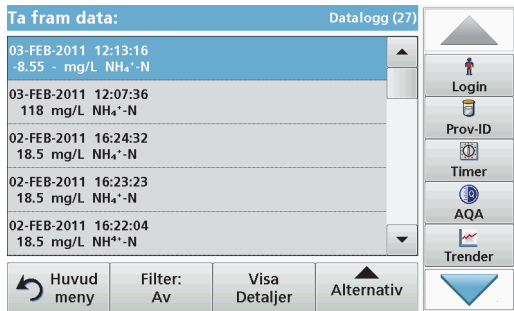 Ta fram data: Datalogg (27)
03-FEB-2011 12:13:16
-8.55 - mg/L NH₄⁺-N
03-FEB-2011 12:07:36
118 mg/L NH₄⁺-N
02-FEB-2011 16:24:32
18.5 mg/L NH₄⁺-N
02-FEB-2011 16:23:23
18.5 mg/L NH₄⁺-N
02-FEB-2011 16:22:04
18.5 mg/L NH⁴⁺-N
Login
Prov-ID
Timer
AQA
Trender
Huvud
meny
Filter:
Av
Visa
Detaljer
Alternativ